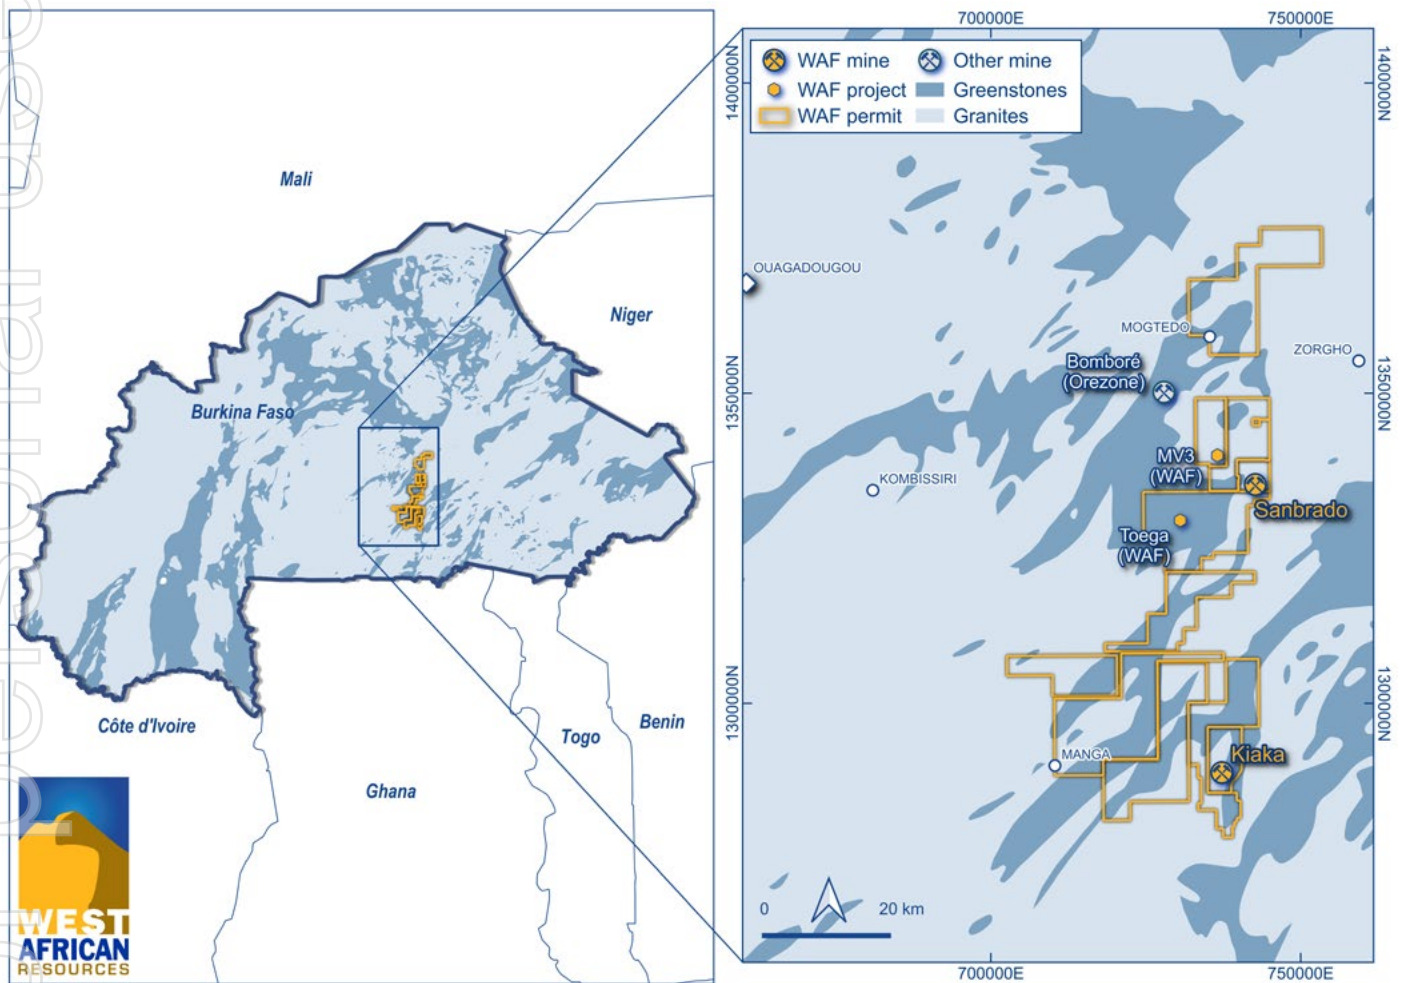 Mali
Niger
Burkina Faso
Côte d'Ivoire
Ghana
Togo
Benin
WEST
AFRICAN
RESOURCES
700000E
750000E
1400000N
1400000N
WAF mine
Other mine
WAF project
Greenstones
WAF permit
Granites
OUAGADOUGOU
MOGTEDO
ZORGHO
Bomboré
(Orezone)
1350000N
1350000N
MV3
(WAF)
KOMBISSIRI
Sanbrado
Toega
(WAF)
1300000N
1300000N
MANGA
Kiaka
0
20 km
700000E
750000E